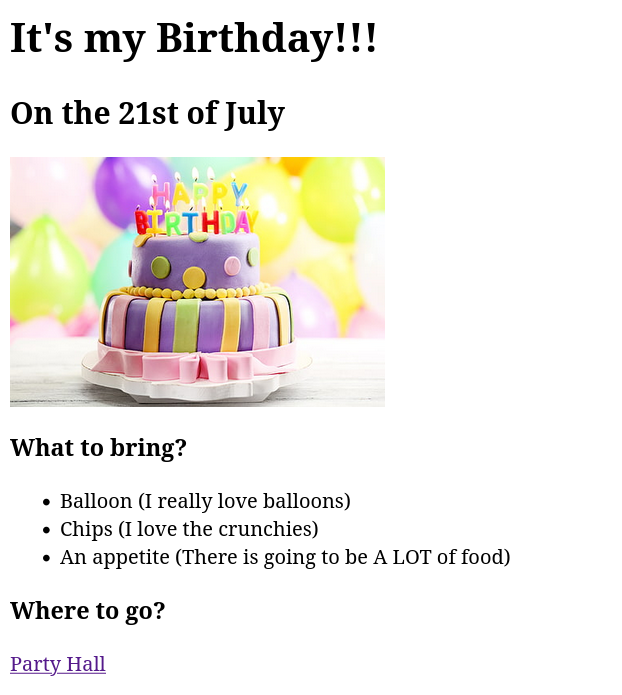 It's my Birthday!!!
On the 21st of July
HAPPY
BIRTHDAY
What to bring?
Balloon (I really love balloons)
Chips (I love the crunchies)
An appetite (There is going to be A LOT of food)
Where to go?
Party Hall